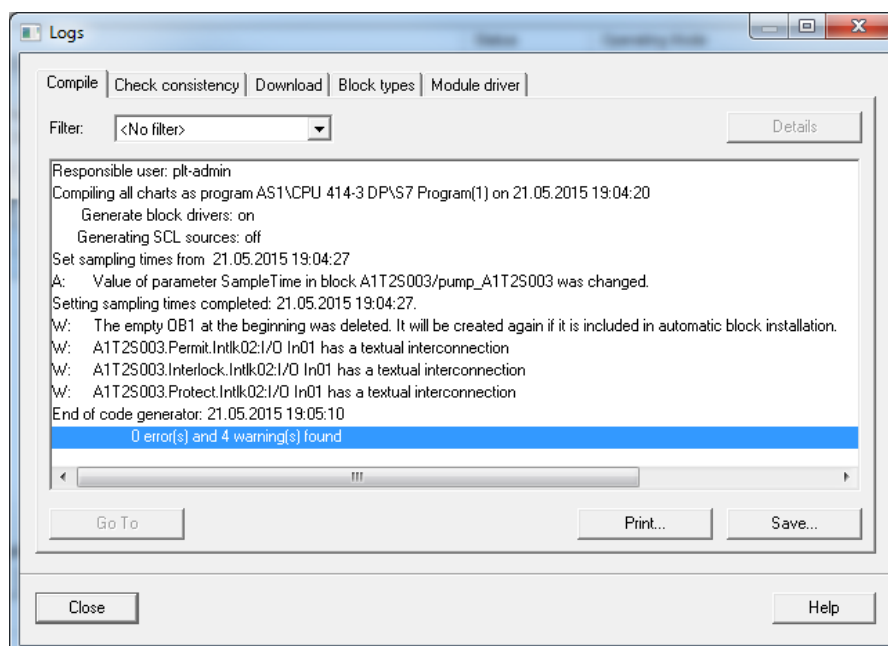 Logs
Status Operating Mode
Compile Check consistency Download Block types Module driver
Filter: <No filter> Details
Responsible user: plt-admin
Compiling all charts as program AS1\CPU 414-3 DP\S7 Program(1) on 21.05.2015 19:04:20
Generate block drivers: on
Generating SCL sources: off
Set sampling times from 21.05.2015 19:04:27
A: Value of parameter SampleTime in block A1T2S003/pump_A1T2S003 was changed.
Setting sampling times completed: 21.05.2015 19:04:27.
W: The empty OB1 at the beginning was deleted. It will be created again if it is included in automatic block installation.
W: A1T2S003.Permit.Intlk02:I/O In01 has a textual interconnection
W: A1T2S003.Interlock.Intlk02:I/O In01 has a textual interconnection
W: A1T2S003.Protect.Intlk02:I/O In01 has a textual interconnection
End of code generator: 21.05.2015 19:05:10
0 error(s) and 4 warning(s) found
Go To Print... Save...
Close Help